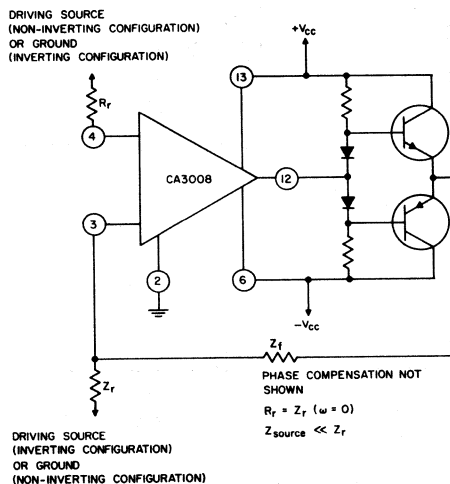 DRIVING SOURCE
(NON-INVERTING CONFIGURATION)
OR GROUND
(INVERTING CONFIGURATION)
+Vcc
13
Rr
4
CA3008
12
3
2
6
-Vcc
Zf
Zr
PHASE COMPENSATION NOT
SHOWN
Rr = Zr (ω = 0)
Zsource << Zr
DRIVING SOURCE
(INVERTING CONFIGURATION)
OR GROUND
(NON-INVERTING CONFIGURATION)